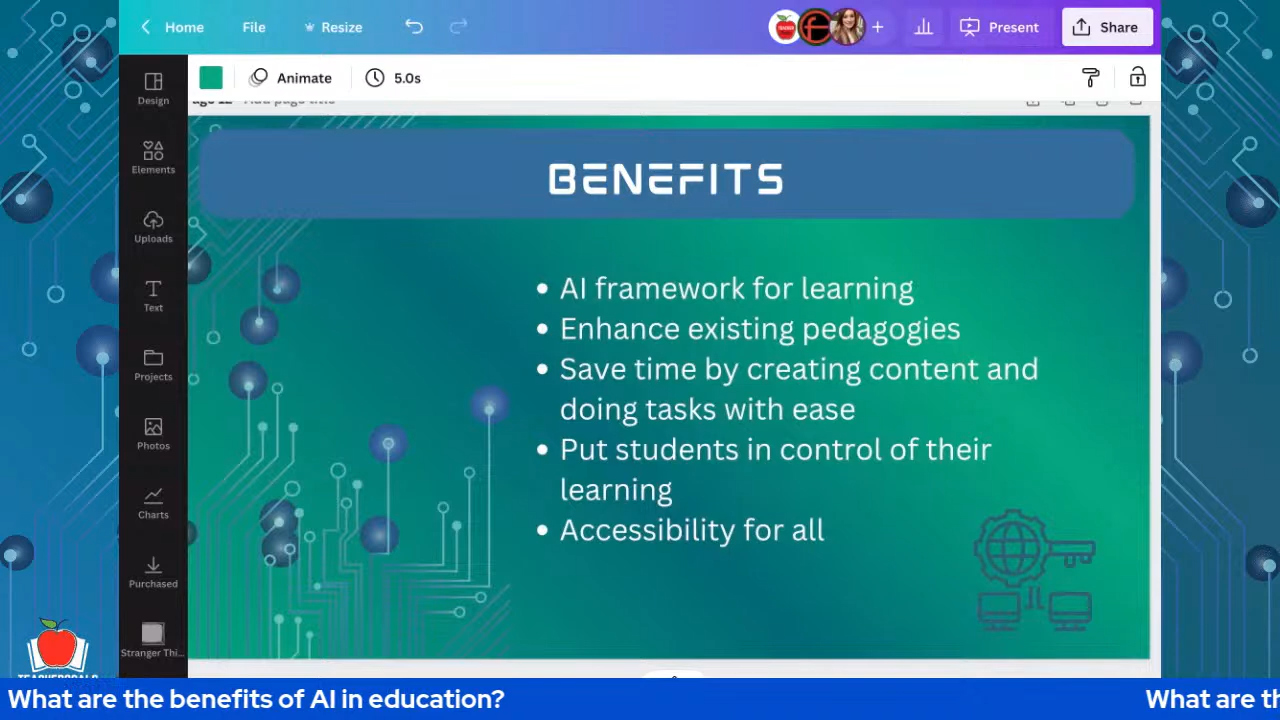 Home File Resize Present Share
Animate 5.0s
Design
Elements
Uploads
Text
Projects
Photos
Charts
Purchased
Stranger Thi...
BENEFITS
• AI framework for learning
• Enhance existing pedagogies
• Save time by creating content and
doing tasks with ease
• Put students in control of their
learning
• Accessibility for all
What are the benefits of AI in education? What are th